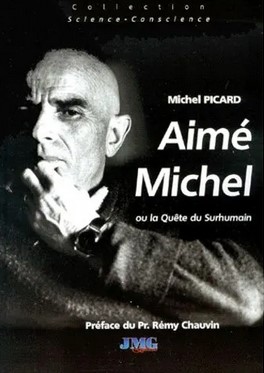 Collection
Science-Conscience
Michel PICARD
Aimé
Michel
ou la Quête du Surhumain
Préface du Pr. Rémy Chauvin
JMG